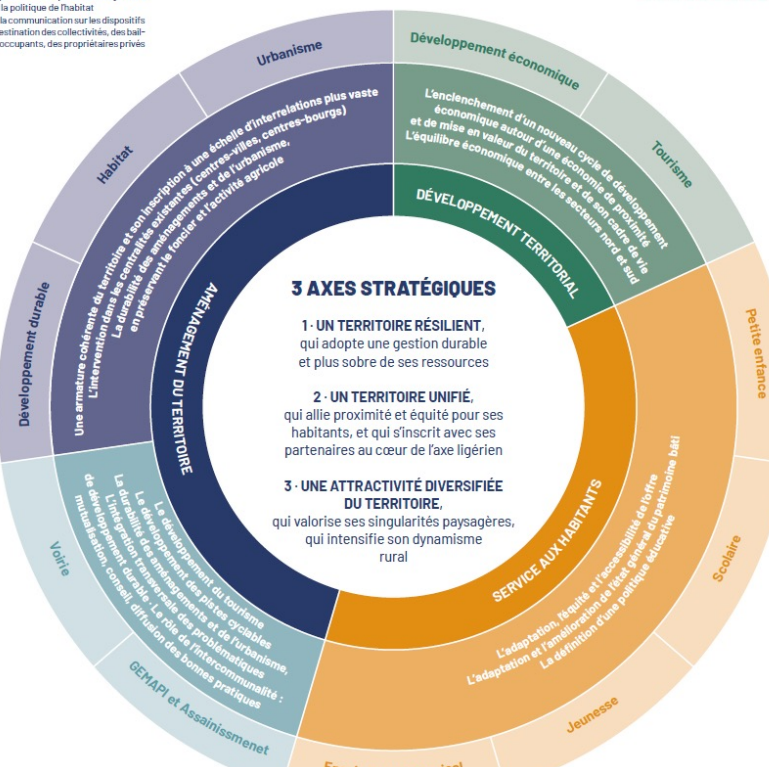 la politique de l'habitat
la communication sur les dispositifs
estination des collectivités, des bail-
occupants, des propriétaires privés
Urbanisme
Développement économique
Habitat
Tourisme
Développement durable
Petite enfance
Voirie
Scolaire
GEMAPI et Assainissmenet
Jeunesse
Une armature cohérente du territoire et son inscription à une échelle d'interrelations plus vaste
L'intervention dans les centralités existantes (centres-villes, centres-bourgs)
La durabilité des aménagements et de l'urbanisme,
en préservant le foncier et l'activité agricole
L'enclenchement d'un nouveau cycle de développement
économique autour d'une économie de proximité
et de mise en valeur du territoire et de son cadre de vie
L'équilibre économique entre les secteurs nord et sud
AMÉNAGEMENT DU TERRITOIRE
DÉVELOPPEMENT TERRITORIAL
3 AXES STRATÉGIQUES
1 · UN TERRITOIRE RÉSILIENT,
qui adopte une gestion durable
et plus sobre de ses ressources
2 · UN TERRITOIRE UNIFIÉ,
qui allie proximité et équité pour ses
habitants, et qui s'inscrit avec ses
partenaires au cœur de l'axe ligérien
3 · UNE ATTRACTIVITÉ DIVERSIFIÉE
DU TERRITOIRE,
qui valorise ses singularités paysagères,
qui intensifie son dynamisme
rural
SERVICE AUX HABITANTS
L'adaptation, l'équité et l'accessibilité de l'offre
L'adaptation et l'amélioration de l'état général du patrimoine bâti
La définition d'une politique éducative
Le développement du tourisme
Le développement des pistes cyclables
La durabilité des aménagements et de l'urbanisme,
L'intégration transversale des problématiques
de développement durable · Le rôle de l'intercommunalité :
mutualisation, conseil, diffusion des bonnes pratiques